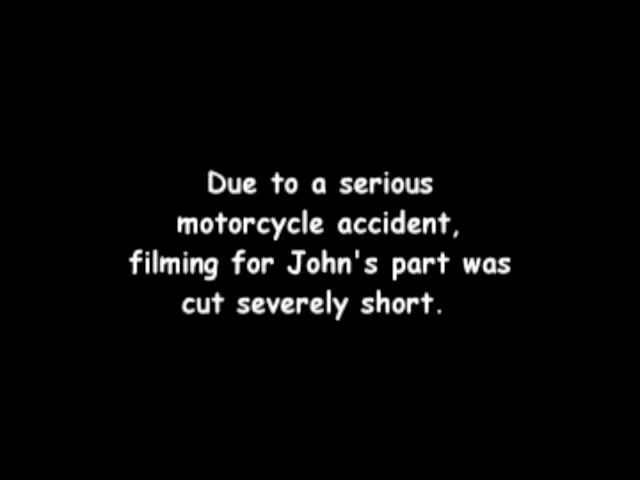 Due to a serious
motorcycle accident,
filming for John's part was
cut severely short.